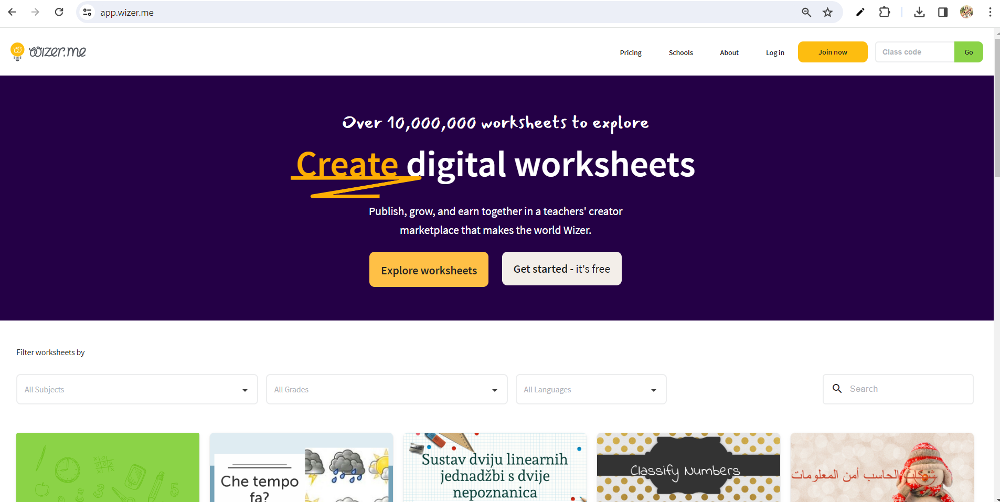 app.wizer.me
wizer.me
Pricing
Schools
About
Log in
Join now
Class code
Go
Over 10,000,000 worksheets to explore
Create digital worksheets
Publish, grow, and earn together in a teachers' creator
marketplace that makes the world Wizer.
Explore worksheets
Get started - it's free
Filter worksheets by
All Subjects
All Grades
All Languages
Search
Che tempo
fa?
Sustav dviju linearnih
jednadžbi s dvije
nepoznanica
Classify Numbers
شبكات الحاسب أمن المعلومات